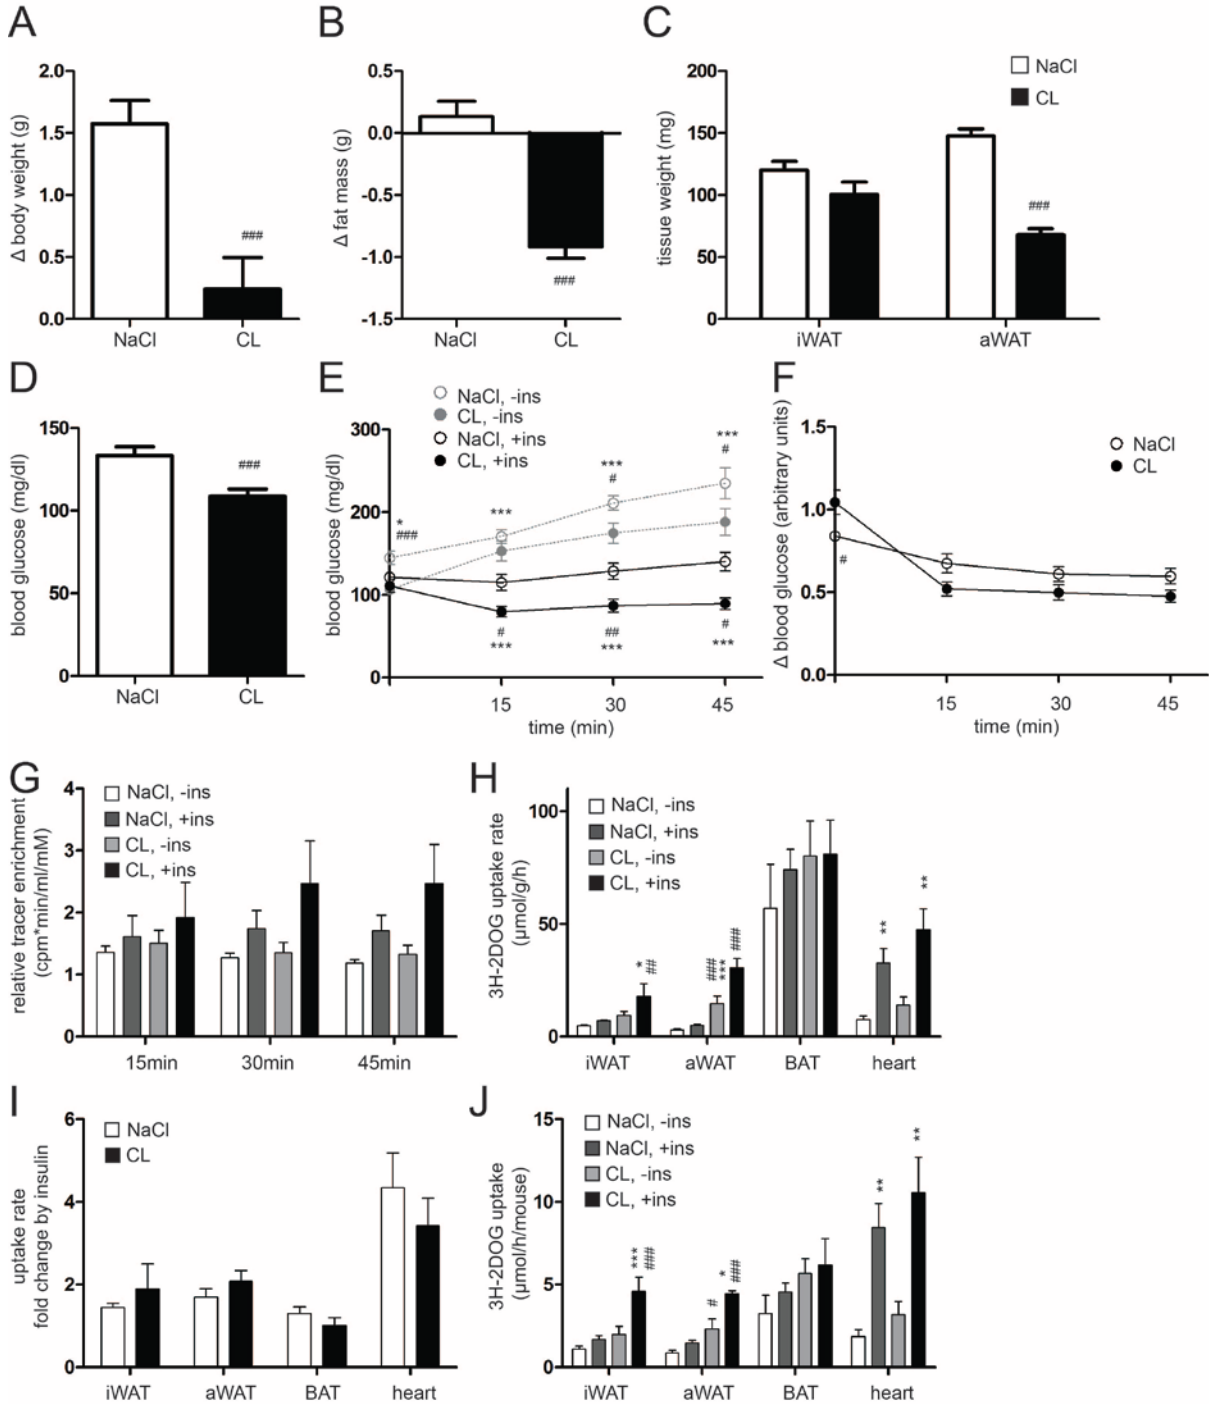 A
Δ body weight (g)
2.0
1.5
1.0
0.5
0.0
###
NaCl
CL
B
Δ fat mass (g)
0.5
0.0
-0.5
-1.0
-1.5
###
NaCl
CL
C
tissue weight (mg)
200
150
100
50
0
NaCl
CL
###
iWAT
aWAT
D
blood glucose (mg/dl)
150
100
50
0
###
NaCl
CL
E
NaCl, -ins
CL, -ins
NaCl, +ins
CL, +ins
blood glucose (mg/dl)
300
200
100
0
*
###
***
***
#
***
#
#
***
##
***
#
***
15
30
45
time (min)
F
Δ blood glucose (arbitrary units)
1.5
1.0
0.5
0.0
NaCl
CL
#
15
30
45
time (min)
G
relative tracer enrichment
(cpm*min/ml/mM)
4
3
2
1
0
NaCl, -ins
NaCl, +ins
CL, -ins
CL, +ins
15min
30min
45min
H
3H-2DOG uptake rate
(µmol/g/h)
100
50
0
NaCl, -ins
NaCl, +ins
CL, -ins
CL, +ins
*
##
###
***
###
**
**
iWAT
aWAT
BAT
heart
I
uptake rate
fold change by insulin
6
4
2
0
NaCl
CL
iWAT
aWAT
BAT
heart
J
3H-2DOG uptake
(µmol/h/mouse)
15
10
5
0
NaCl, -ins
NaCl, +ins
CL, -ins
CL, +ins
***
###
#
*
###
**
**
iWAT
aWAT
BAT
heart